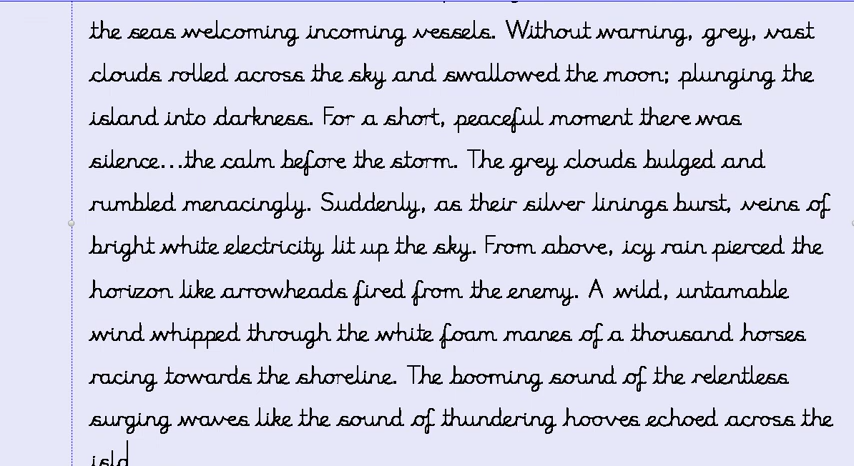 the seas welcoming incoming vessels. Without warning, grey, vast
clouds rolled across the sky and swallowed the moon; plunging the
island into darkness. For a short, peaceful moment there was
silence...the calm before the storm. The grey clouds bulged and
rumbled menacingly. Suddenly, as their silver linings burst, veins of
bright white electricity lit up the sky. From above, icy rain pierced the
horizon like arrowheads fired from the enemy. A wild, untamable
wind whipped through the white foam manes of a thousand horses
racing towards the shoreline. The booming sound of the relentless
surging waves like the sound of thundering hooves echoed across the
isla